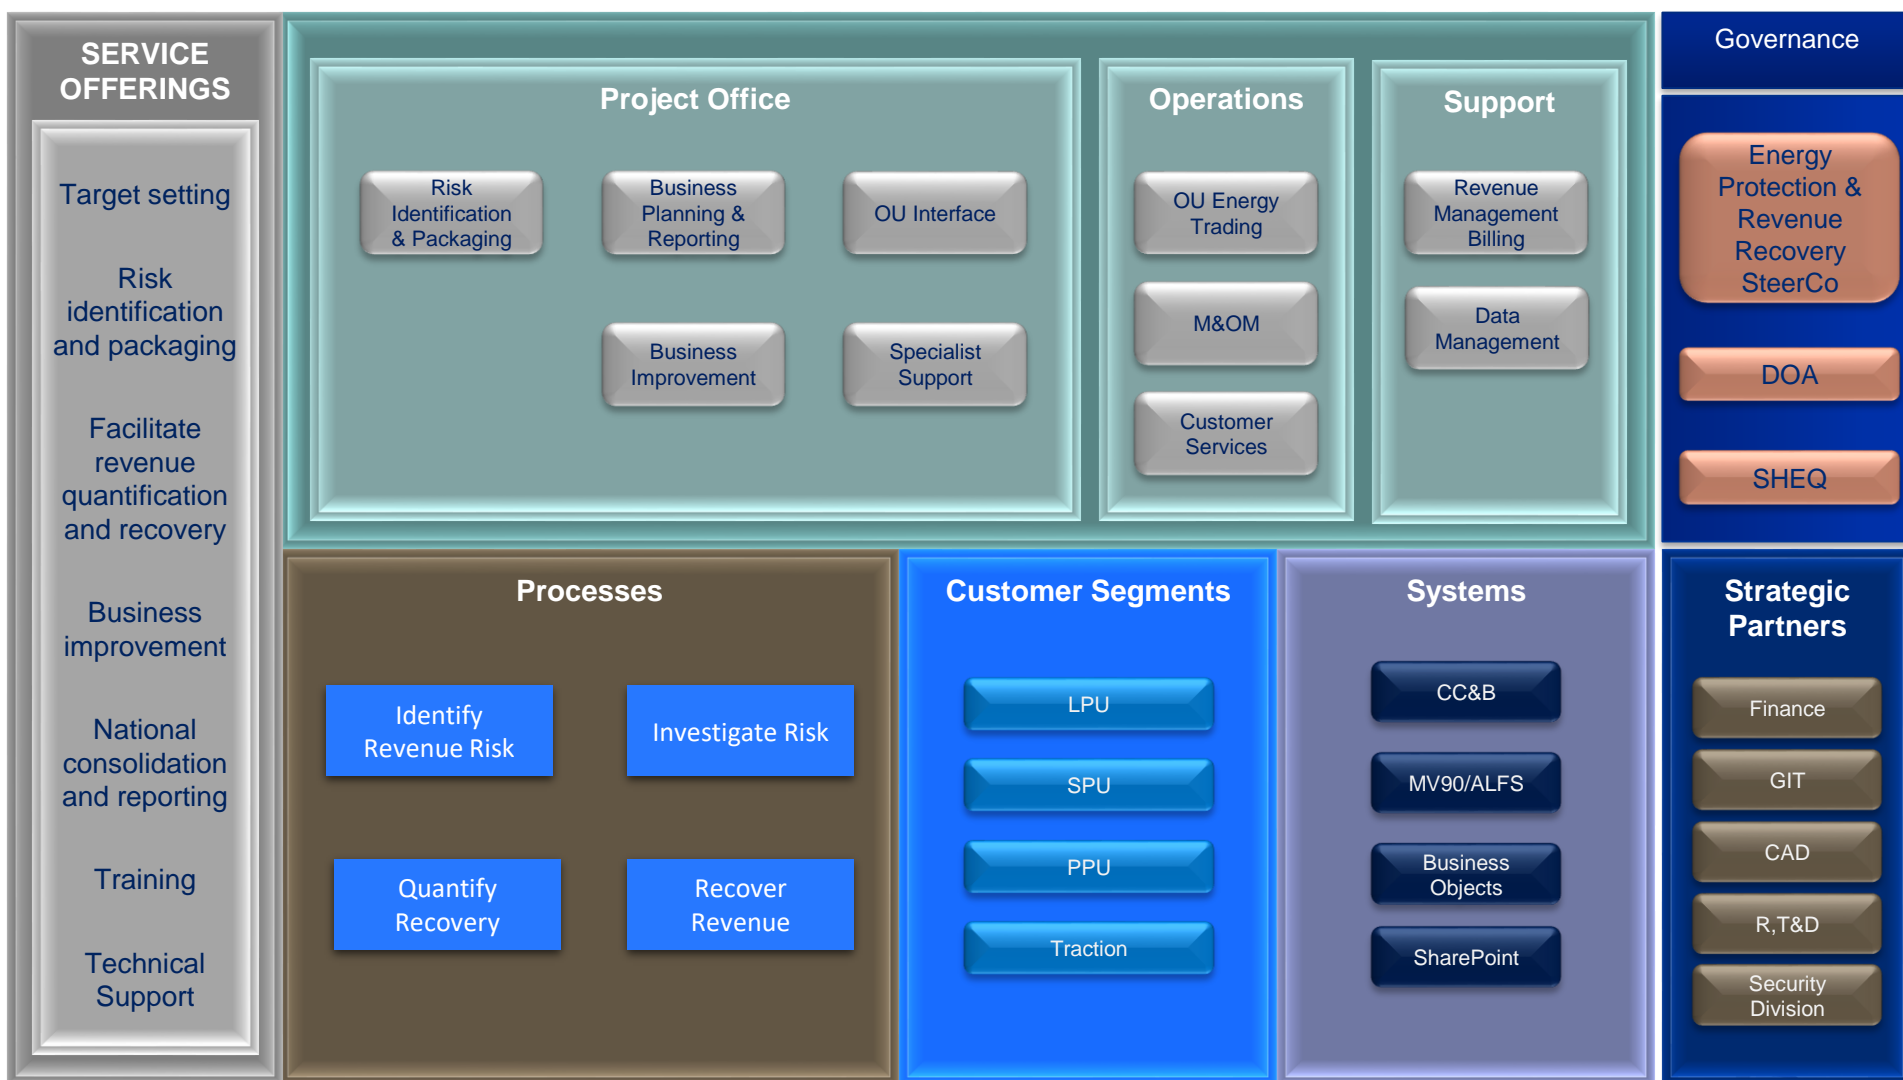 SERVICE
OFFERINGS
Target setting
Risk
identification
and packaging
Facilitate
revenue
quantification
and recovery
Business
improvement
National
consolidation
and reporting
Training
Technical
Support
Project Office
Risk
Identification
& Packaging
Business
Planning &
Reporting
OU Interface
Business
Improvement
Specialist
Support
Operations
OU Energy
Trading
M&OM
Customer
Services
Support
Revenue
Management
Billing
Data
Management
Governance
Energy
Protection &
Revenue
Recovery
SteerCo
DOA
SHEQ
Processes
Identify
Revenue Risk
Investigate Risk
Quantify
Recovery
Recover
Revenue
Customer Segments
LPU
SPU
PPU
Traction
Systems
CC&B
MV90/ALFS
Business
Objects
SharePoint
Strategic
Partners
Finance
GIT
CAD
R,T&D
Security
Division